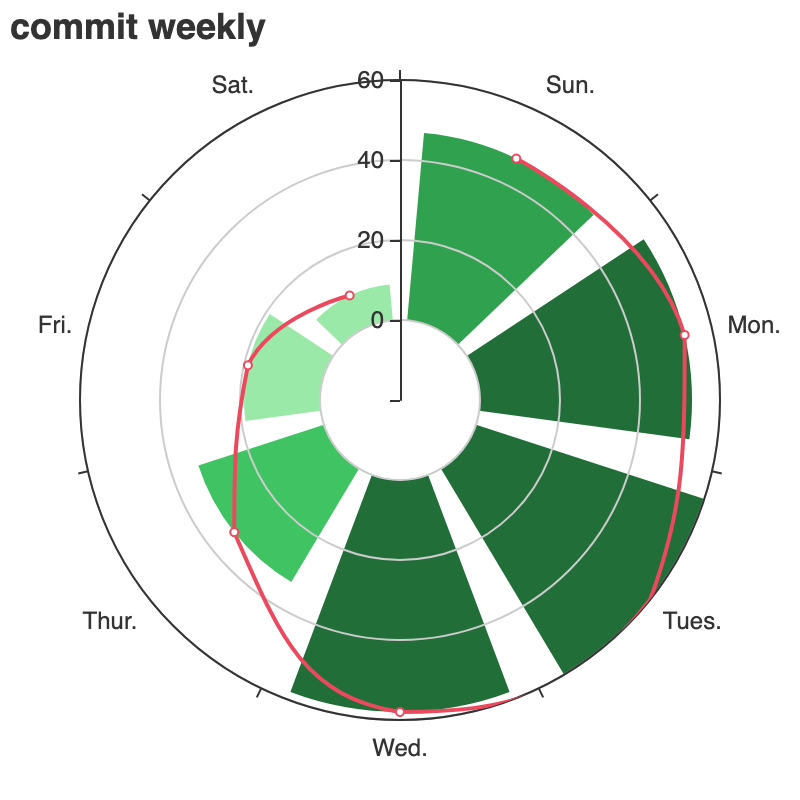 commit weekly
Sat.
60
Sun.
40
20
0
Fri.
Mon.
Thur.
Tues.
Wed.